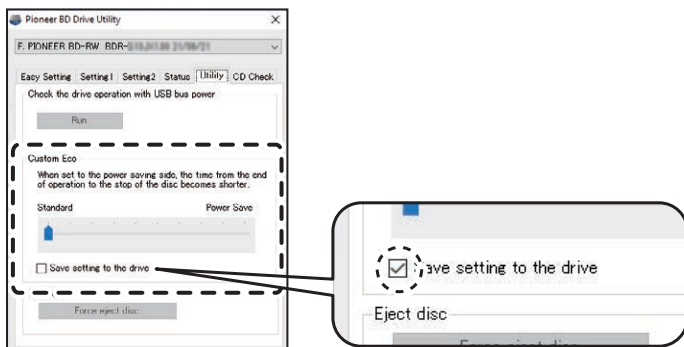 Pioneer BD Drive Utility
F. PIONEER BD-RW BDR-
Easy Setting Setting1 Setting2 Status Utility CD Check
Check the drive operation with USB bus power
Run
Custom Eco
When set to the power saving side, the time from the end
of operation to the stop of the disc becomes shorter.
Standard Power Save
Save setting to the drive
Force eject disc
ave setting to the drive
Eject disc
Force eject disc